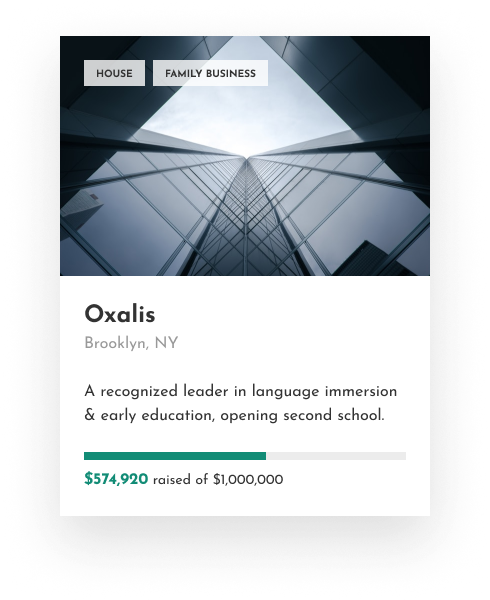 HOUSE FAMILY BUSINESS
Oxalis
Brooklyn, NY
A recognized leader in language immersion
& early education, opening second school.
$574,920 raised of $1,000,000